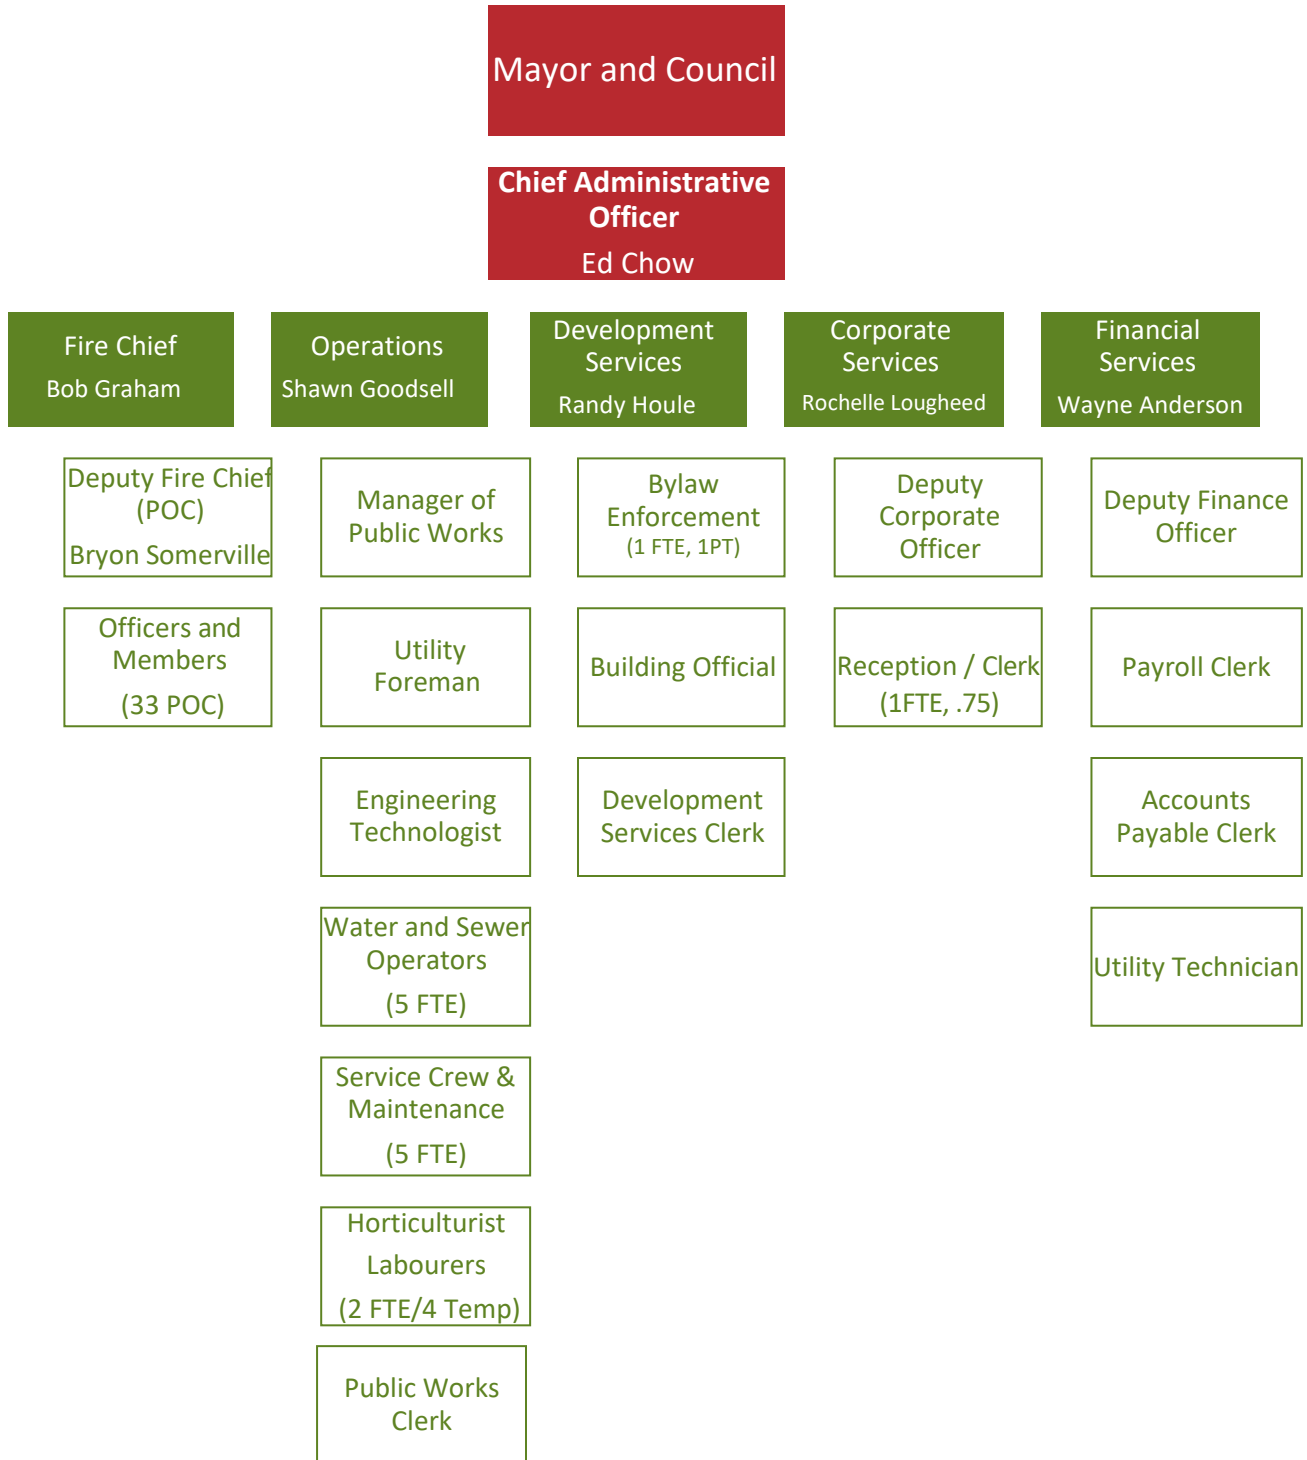 Mayor and Council
Chief Administrative
Officer
Ed Chow
Fire Chief
Bob Graham
Operations
Shawn Goodsell
Development
Services
Randy Houle
Corporate
Services
Rochelle Lougheed
Financial
Services
Wayne Anderson
Deputy Fire Chief
(POC)
Bryon Somerville
Manager of
Public Works
Bylaw
Enforcement
(1 FTE, 1PT)
Deputy
Corporate
Officer
Deputy Finance
Officer
Officers and
Members
(33 POC)
Utility
Foreman
Building Official
Reception / Clerk
(1FTE, .75)
Payroll Clerk
Engineering
Technologist
Development
Services Clerk
Accounts
Payable Clerk
Water and Sewer
Operators
(5 FTE)
Utility Technician
Service Crew &
Maintenance
(5 FTE)
Horticulturist
Labourers
(2 FTE/4 Temp)
Public Works
Clerk